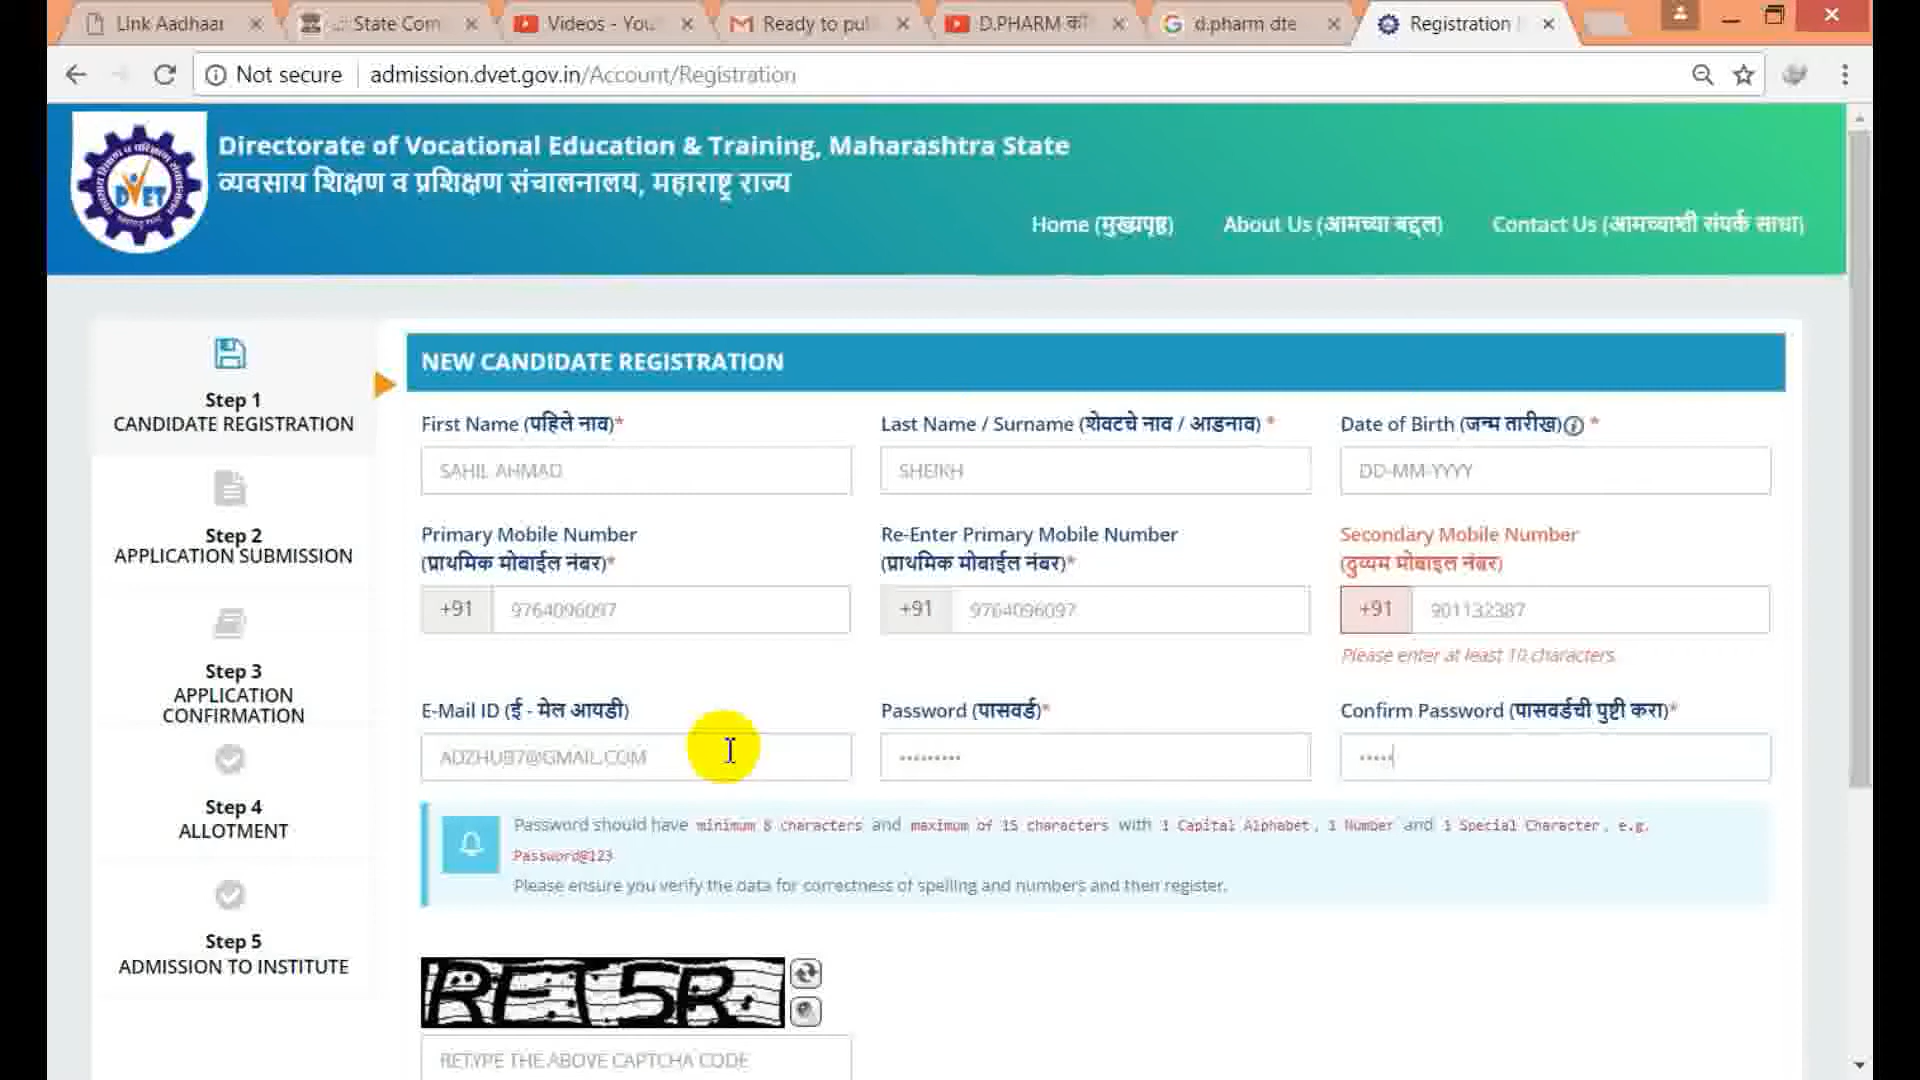 Link Aadhaar
.:: State Com
Videos - You
Ready to pul
D.PHARM का
d.pharm dte
Registration
Not secure
admission.dvet.gov.in/Account/Registration
DVET
Directorate of Vocational Education & Training, Maharashtra State
व्यवसाय शिक्षण व प्रशिक्षण संचालनालय, महाराष्ट्र राज्य
Home (मुख्यपृष्ठ)
About Us (आमच्या बद्दल)
Contact Us (आमच्याशी संपर्क साधा)
Step 1
CANDIDATE REGISTRATION
Step 2
APPLICATION SUBMISSION
Step 3
APPLICATION
CONFIRMATION
Step 4
ALLOTMENT
Step 5
ADMISSION TO INSTITUTE
NEW CANDIDATE REGISTRATION
First Name (पहिले नाव)*
Last Name / Surname (शेवटचे नाव / आडनाव) *
Date of Birth (जन्म तारीख) *
SAHIL AHMAD
SHEIKH
DD-MM-YYYY
Primary Mobile Number
(प्राथमिक मोबाईल नंबर)*
Re-Enter Primary Mobile Number
(प्राथमिक मोबाईल नंबर)*
Secondary Mobile Number
(दुय्यम मोबाइल नंबर)
+91 9764096097
+91 9764096097
+91 901132387
Please enter at least 10 characters.
E-Mail ID (ई - मेल आयडी)
Password (पासवर्ड)*
Confirm Password (पासवर्डची पुष्टी करा)*
ADZHUB7@GMAIL.COM
•••••••••
•••••
Password should have minimum 8 characters and maximum of 15 characters with 1 Capital Alphabet, 1 Number and 1 Special Character, e.g.
Password@123
Please ensure you verify the data for correctness of spelling and numbers and then register.
RETYPE THE ABOVE CAPTCHA CODE